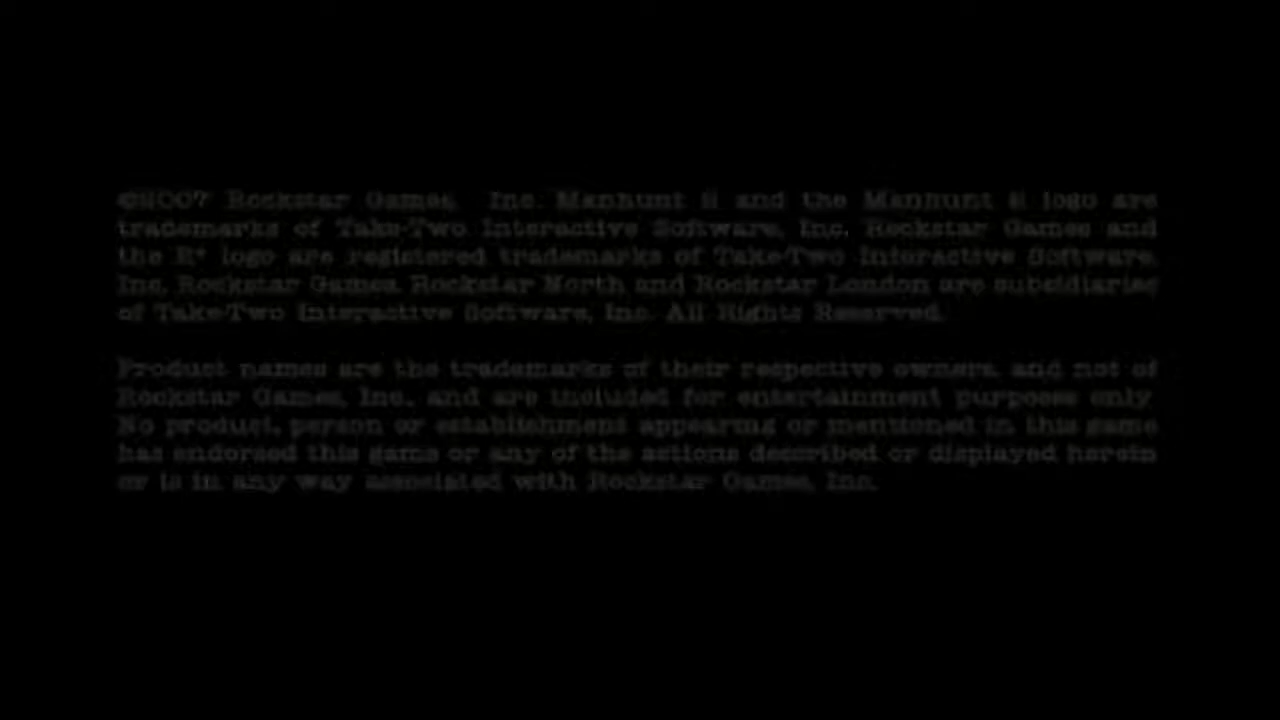 ©2007 Rockstar Games, Inc. Manhunt 2 and the Manhunt 2 logo are
trademarks of Take-Two Interactive Software, Inc. Rockstar Games and
the R* logo are registered trademarks of Take-Two Interactive Software,
Inc. Rockstar Games, Rockstar North and Rockstar London are subsidiaries
of Take-Two Interactive Software, Inc. All Rights Reserved.
Product names are the trademarks of their respective owners, and not of
Rockstar Games, Inc., and are included for entertainment purposes only.
No product, person or establishment appearing or mentioned in this game
has endorsed this game or any of the actions described or displayed herein
or is in any way associated with Rockstar Games, Inc.